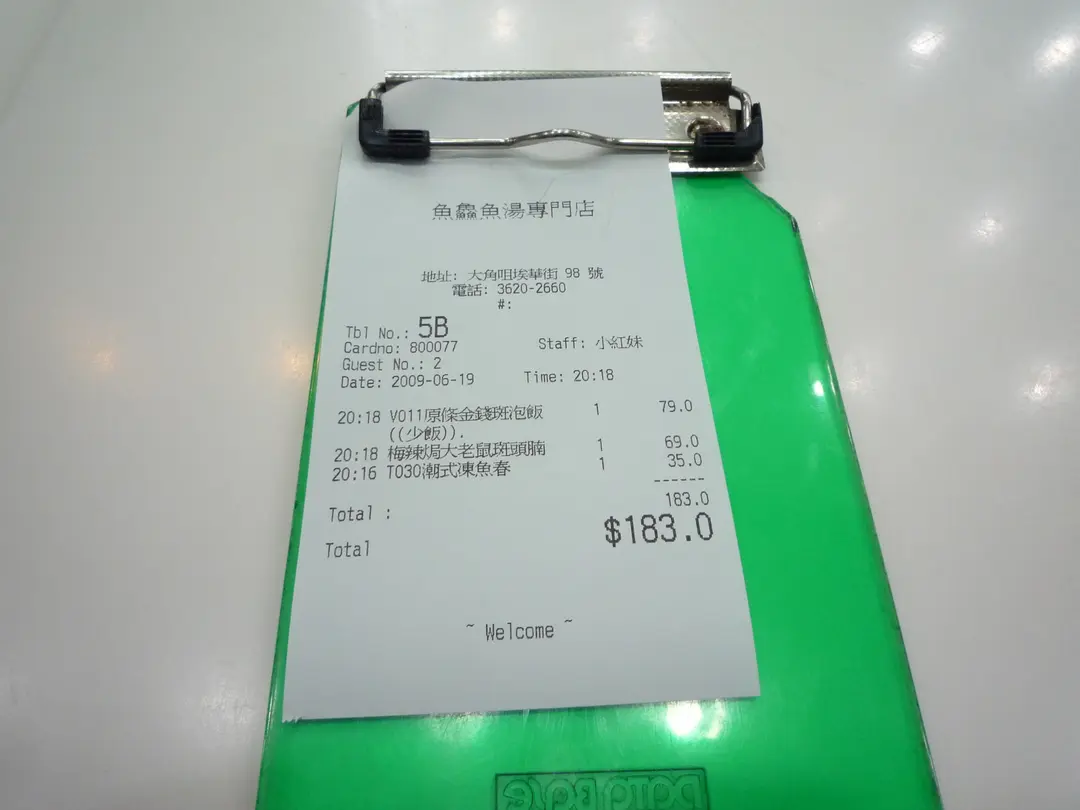 魚鱻魚湯專門店
地址: 大角咀埃華街 98 號
電話: 3620-2660
#:
Tbl No.: 5B
Cardno: 800077 Staff: 小紅妹
Guest No.: 2
Date: 2009-06-19 Time: 20:18
20:18 V011原條金錢斑泡飯 1 79.0
((少飯)).
20:18 梅辣焗大老鼠斑頭腩 1 69.0
20:16 T030潮式凍魚春 1 35.0
------
Total : 183.0
Total $183.0
~ Welcome ~
Data Base